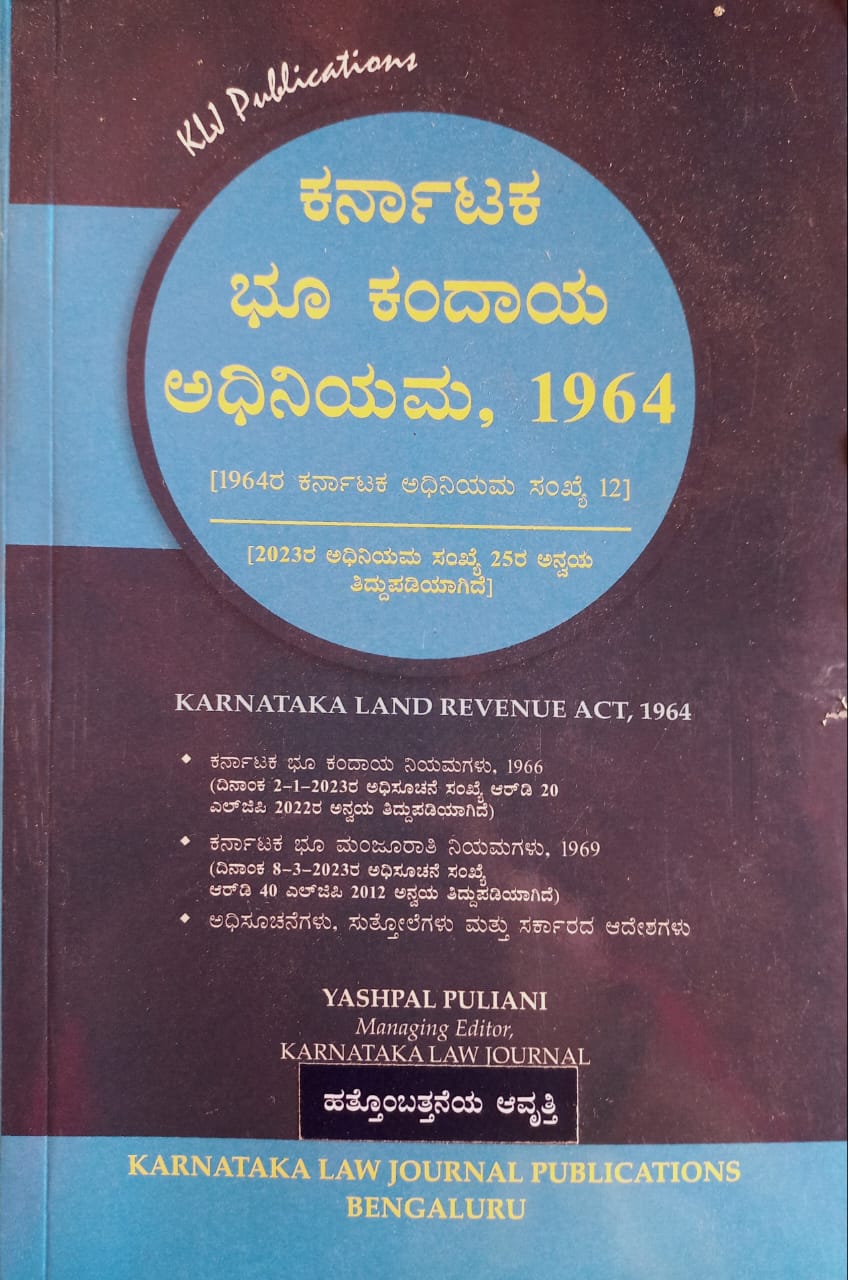 KLJ Publications
ಕರ್ನಾಟಕ
ಭೂ ಕಂದಾಯ
ಅಧಿನಿಯಮ, 1964
[1964ರ ಕರ್ನಾಟಕ ಅಧಿನಿಯಮ ಸಂಖ್ಯೆ 12]
[2023ರ ಅಧಿನಿಯಮ ಸಂಖ್ಯೆ 25ರ ಅನ್ವಯ
ತಿದ್ದುಪಡಿಯಾಗಿದೆ]
KARNATAKA LAND REVENUE ACT, 1964
◆ ಕರ್ನಾಟಕ ಭೂ ಕಂದಾಯ ನಿಯಮಗಳು, 1966
(ದಿನಾಂಕ 2-1-2023ರ ಅಧಿಸೂಚನೆ ಸಂಖ್ಯೆ ಆರ್‌ಡಿ 20
ಎಲ್‌ಜಿಪಿ 2022ರ ಅನ್ವಯ ತಿದ್ದುಪಡಿಯಾಗಿದೆ)
◆ ಕರ್ನಾಟಕ ಭೂ ಮಂಜೂರಾತಿ ನಿಯಮಗಳು, 1969
(ದಿನಾಂಕ 8-3-2023ರ ಅಧಿಸೂಚನೆ ಸಂಖ್ಯೆ
ಆರ್‌ಡಿ 40 ಎಲ್‌ಜಿಪಿ 2012 ಅನ್ವಯ ತಿದ್ದುಪಡಿಯಾಗಿದೆ)
◆ ಅಧಿಸೂಚನೆಗಳು, ಸುತ್ತೋಲೆಗಳು ಮತ್ತು ಸರ್ಕಾರದ ಆದೇಶಗಳು
YASHPAL PULIANI
Managing Editor,
KARNATAKA LAW JOURNAL
ಹತ್ತೊಂಬತ್ತನೆಯ ಆವೃತ್ತಿ
KARNATAKA LAW JOURNAL PUBLICATIONS
BENGALURU